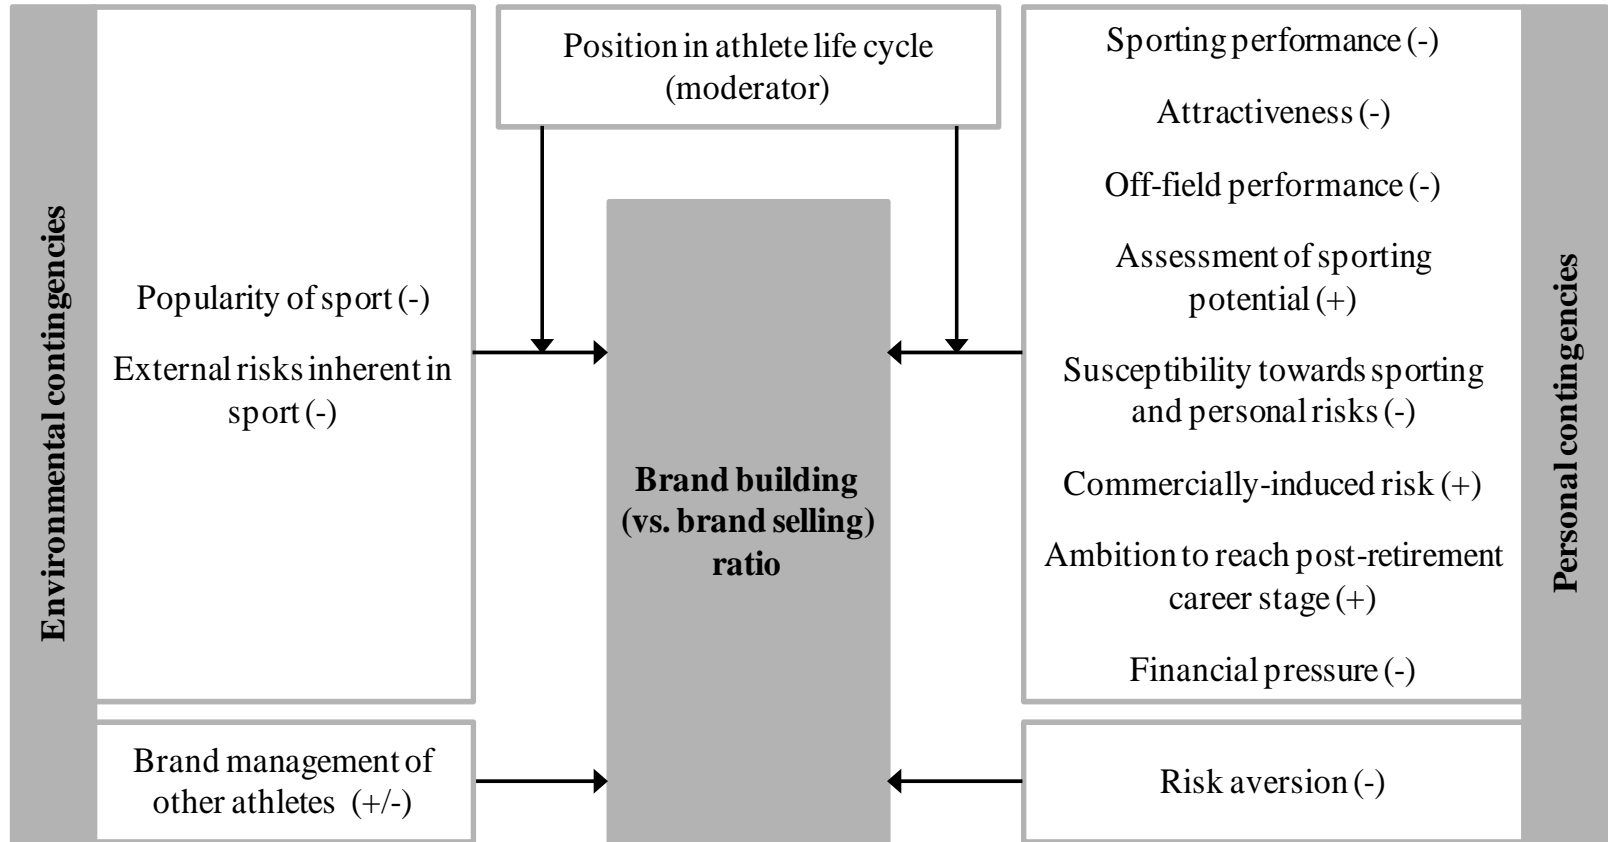 Environmental contingencies
Popularity of sport (-)
External risks inherent in
sport (-)
Brand management of
other athletes (+/-)
Position in athlete life cycle
(moderator)
Brand building
(vs. brand selling)
ratio
Sporting performance (-)
Attractiveness (-)
Off-field performance (-)
Assessment of sporting
potential (+)
Susceptibility towards sporting
and personal risks (-)
Commercially-induced risk (+)
Ambition to reach post-retirement
career stage (+)
Financial pressure (-)
Risk aversion (-)
Personal contingencies